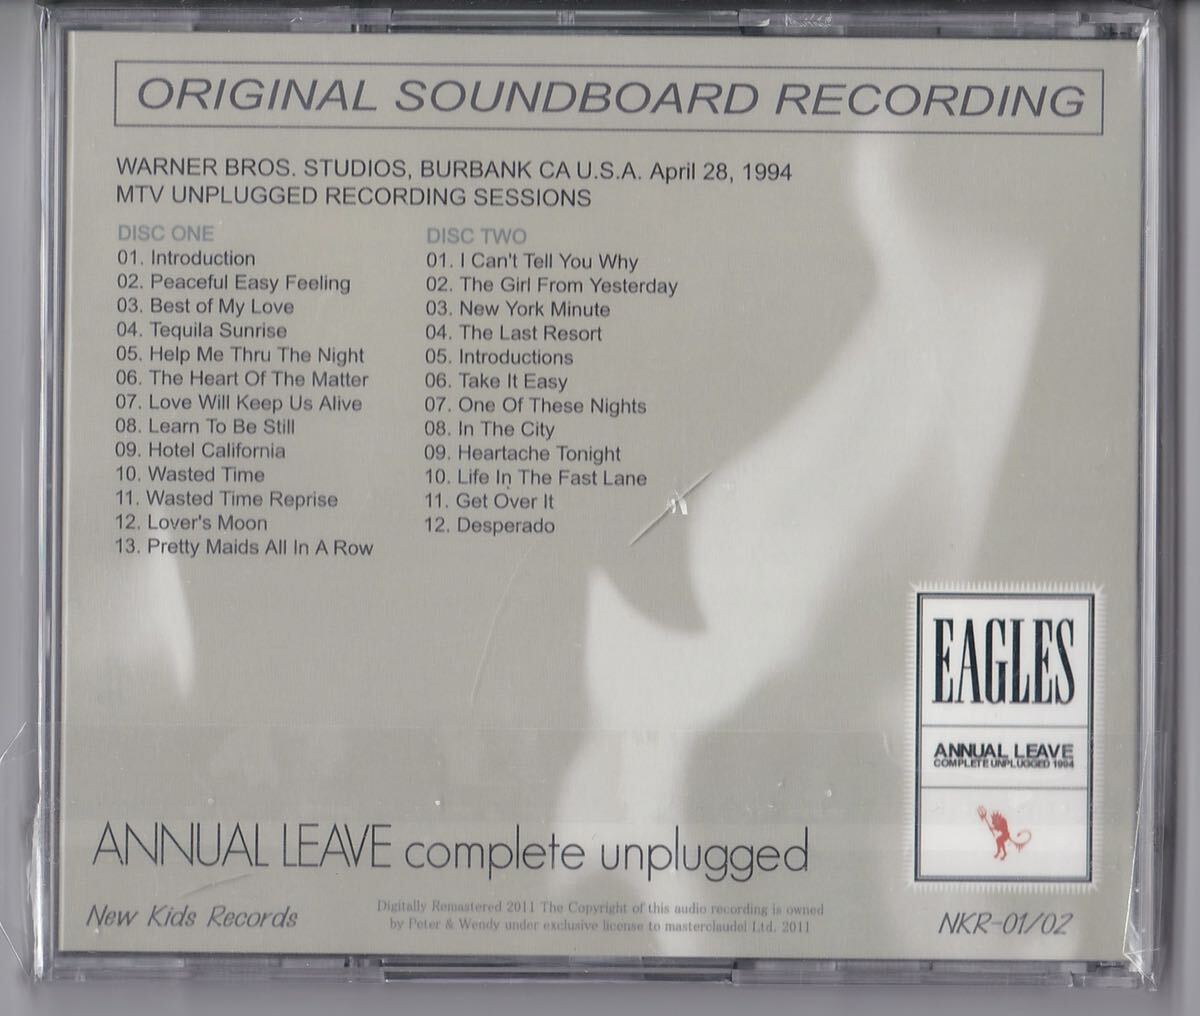 ORIGINAL SOUNDBOARD RECORDING
WARNER BROS. STUDIOS, BURBANK CA U.S.A. April 28, 1994
MTV UNPLUGGED RECORDING SESSIONS
DISC ONE
01. Introduction
02. Peaceful Easy Feeling
03. Best of My Love
04. Tequila Sunrise
05. Help Me Thru The Night
06. The Heart Of The Matter
07. Love Will Keep Us Alive
08. Learn To Be Still
09. Hotel California
10. Wasted Time
11. Wasted Time Reprise
12. Lover's Moon
13. Pretty Maids All In A Row
DISC TWO
01. I Can't Tell You Why
02. The Girl From Yesterday
03. New York Minute
04. The Last Resort
05. Introductions
06. Take It Easy
07. One Of These Nights
08. In The City
09. Heartache Tonight
10. Life In The Fast Lane
11. Get Over It
12. Desperado
EAGLES
ANNUAL LEAVE
COMPLETE UNPLUGGED 1994
ANNUAL LEAVE complete unplugged
New Kids Records
Digitally Remastered 2011 The Copyright of this audio recording is owned
by Peter & Wendy under exclusive license to masterclaudel Ltd. 2011
NKR-01/02